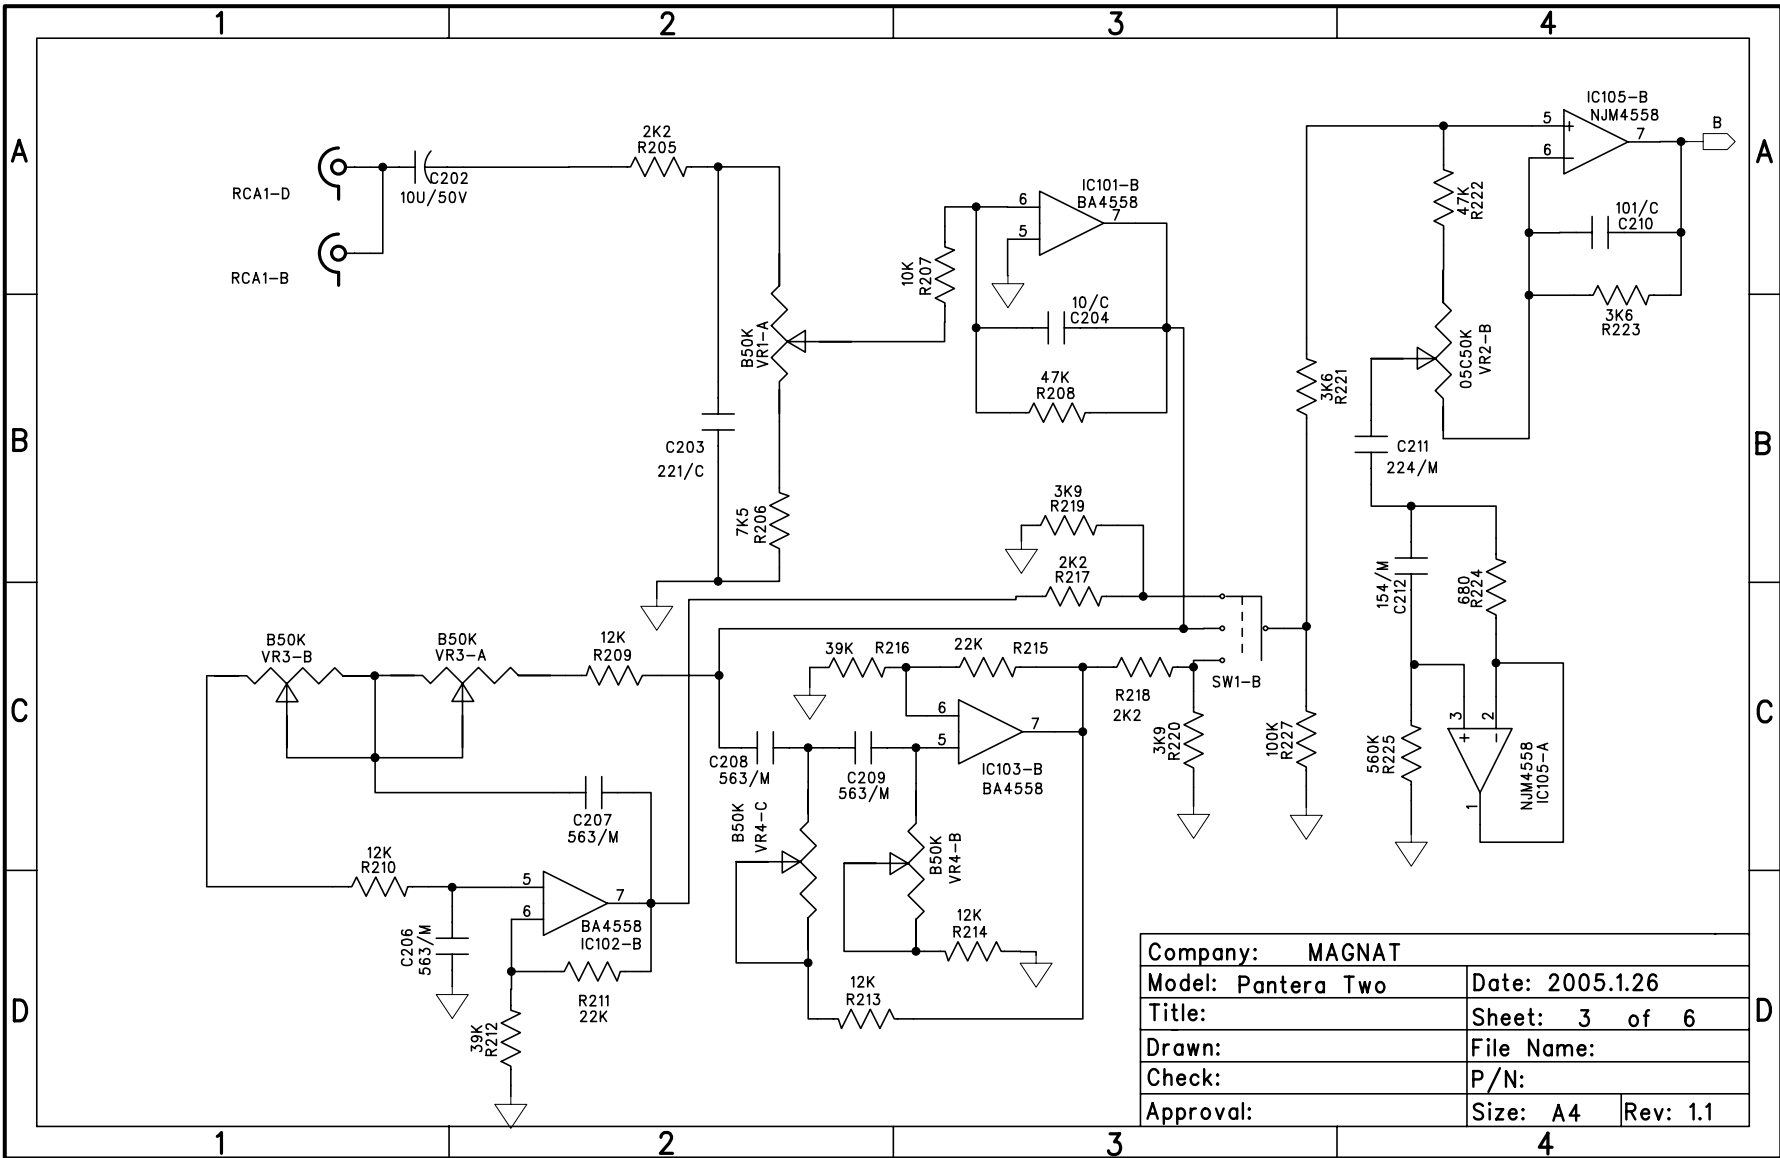 1 2 3 4
A
A
B
B
C
C
D
D
RCA1-D
RCA1-B
C202
10U/50V
2K2
R205
B50K
VR1-A
C203
221/C
7K5
R206
10K
R207
IC101-B
BA4558
6
5
7
10/C
C204
47K
R208
3K9
R219
2K2
R217
SW1-B
IC105-B
NJM4558
5
+
6
-
7
B
47K
R222
101/C
C210
3K6
R223
05C50K
VR2-B
3K6
R221
C211
224/M
154/M
C212
680
R224
560K
R225
3
+
2
-
1
NJM4558
IC105-A
100K
R227
B50K
VR3-B
B50K
VR3-A
12K
R209
C207
563/M
12K
R210
C206
563/M
5
6
7
BA4558
IC102-B
R211
22K
39K
R212
39K
R216
22K
R215
R218
2K2
3K9
R220
C208
563/M
C209
563/M
6
5
7
IC103-B
BA4558
B50K
VR4-C
B50K
VR4-B
12K
R214
12K
R213
Company: MAGNAT
Model: Pantera Two
Date: 2005.1.26
Title:
Sheet: 3 of 6
Drawn:
File Name:
Check:
P/N:
Approval:
Size: A4
Rev: 1.1
1 2 3 4